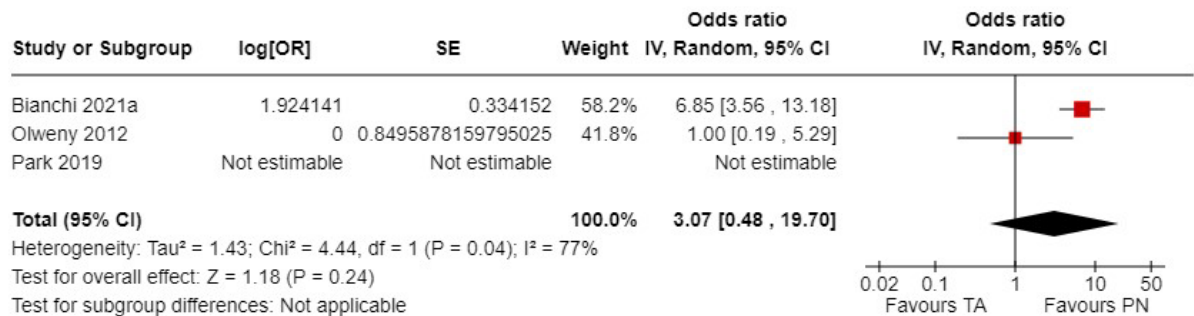 Odds ratio Odds ratio
Study or Subgroup log[OR] SE Weight IV, Random, 95% CI IV, Random, 95% CI
Bianchi 2021a 1.924141 0.334152 58.2% 6.85 [3.56 , 13.18]
Olweny 2012 0 0.8495878159795025 41.8% 1.00 [0.19 , 5.29]
Park 2019 Not estimable Not estimable Not estimable
Total (95% CI) 100.0% 3.07 [0.48 , 19.70]
Heterogeneity: Tau² = 1.43; Chi² = 4.44, df = 1 (P = 0.04); I² = 77%
Test for overall effect: Z = 1.18 (P = 0.24)
0.02 0.1 1 10 50
Test for subgroup differences: Not applicable Favours TA Favours PN